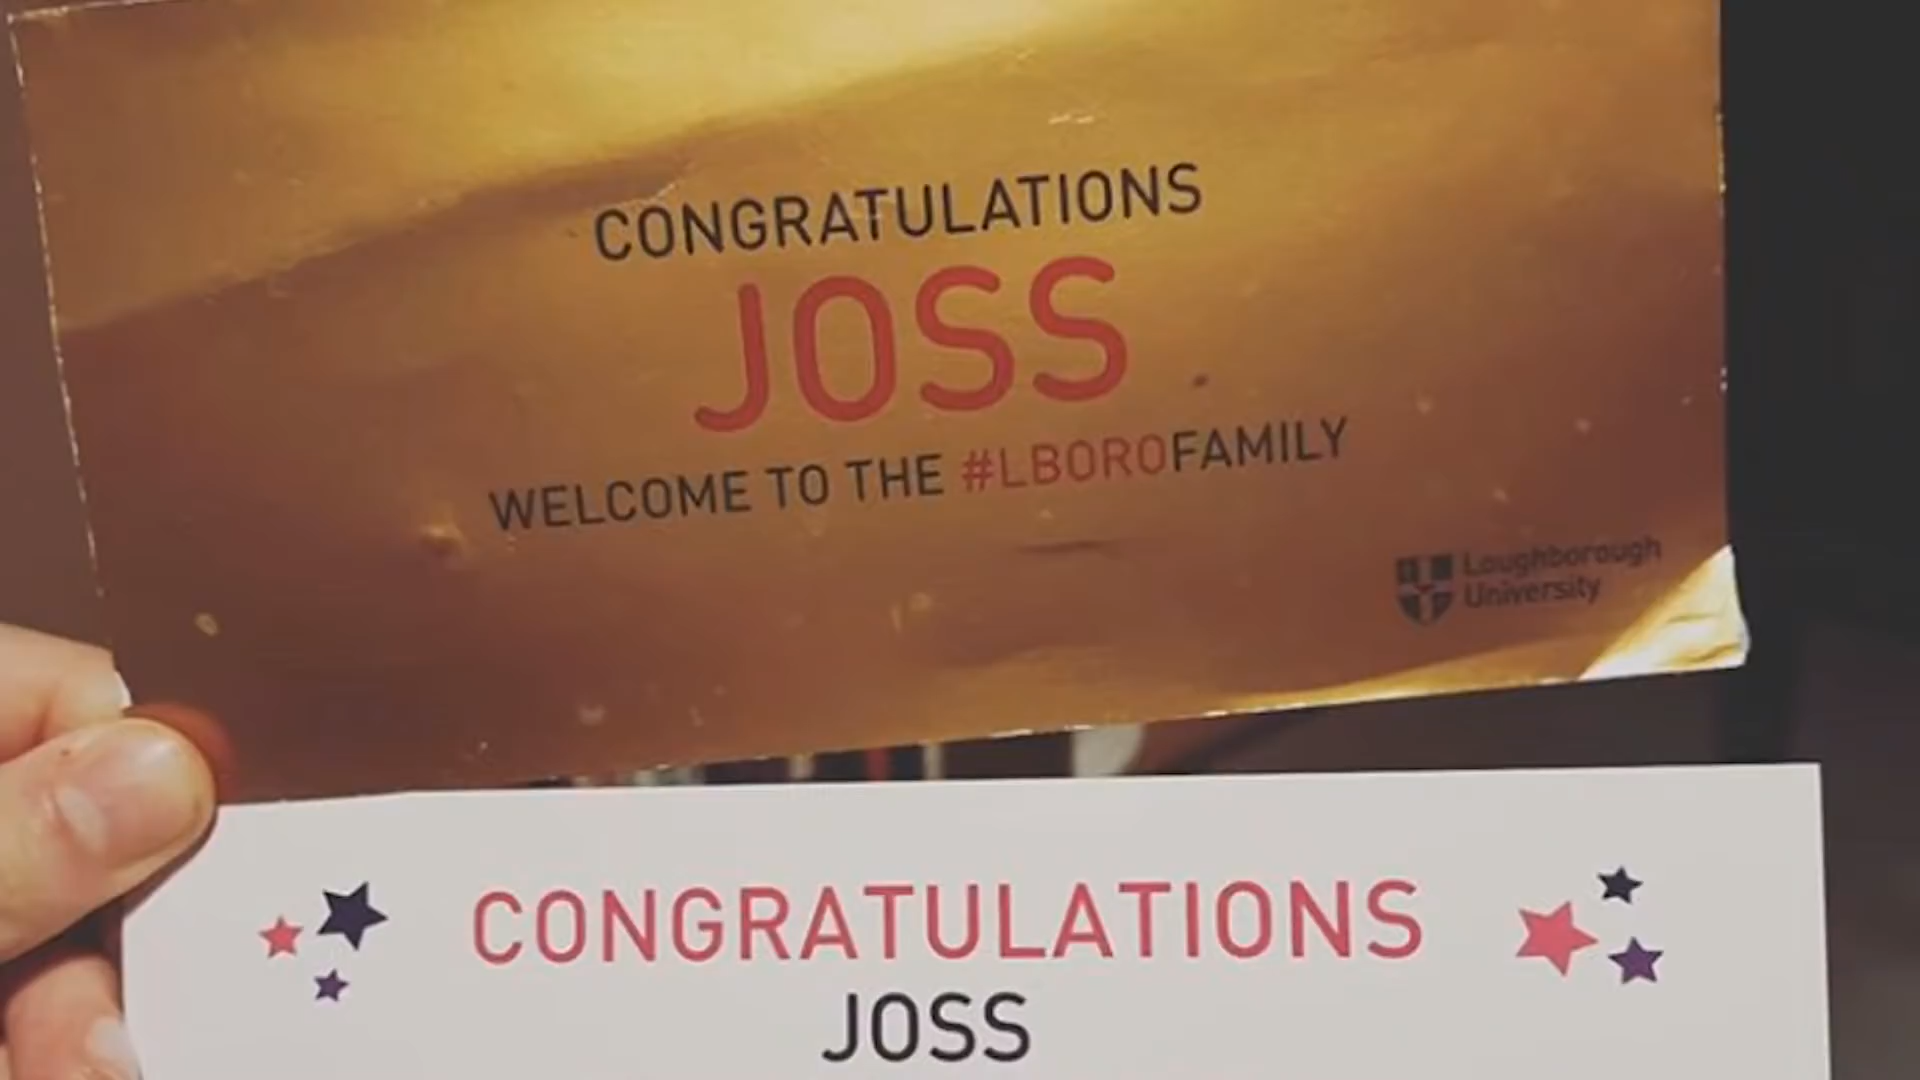 CONGRATULATIONS
JOSS
WELCOME TO THE #LBOROFAMILY
Loughborough
University
CONGRATULATIONS
JOSS